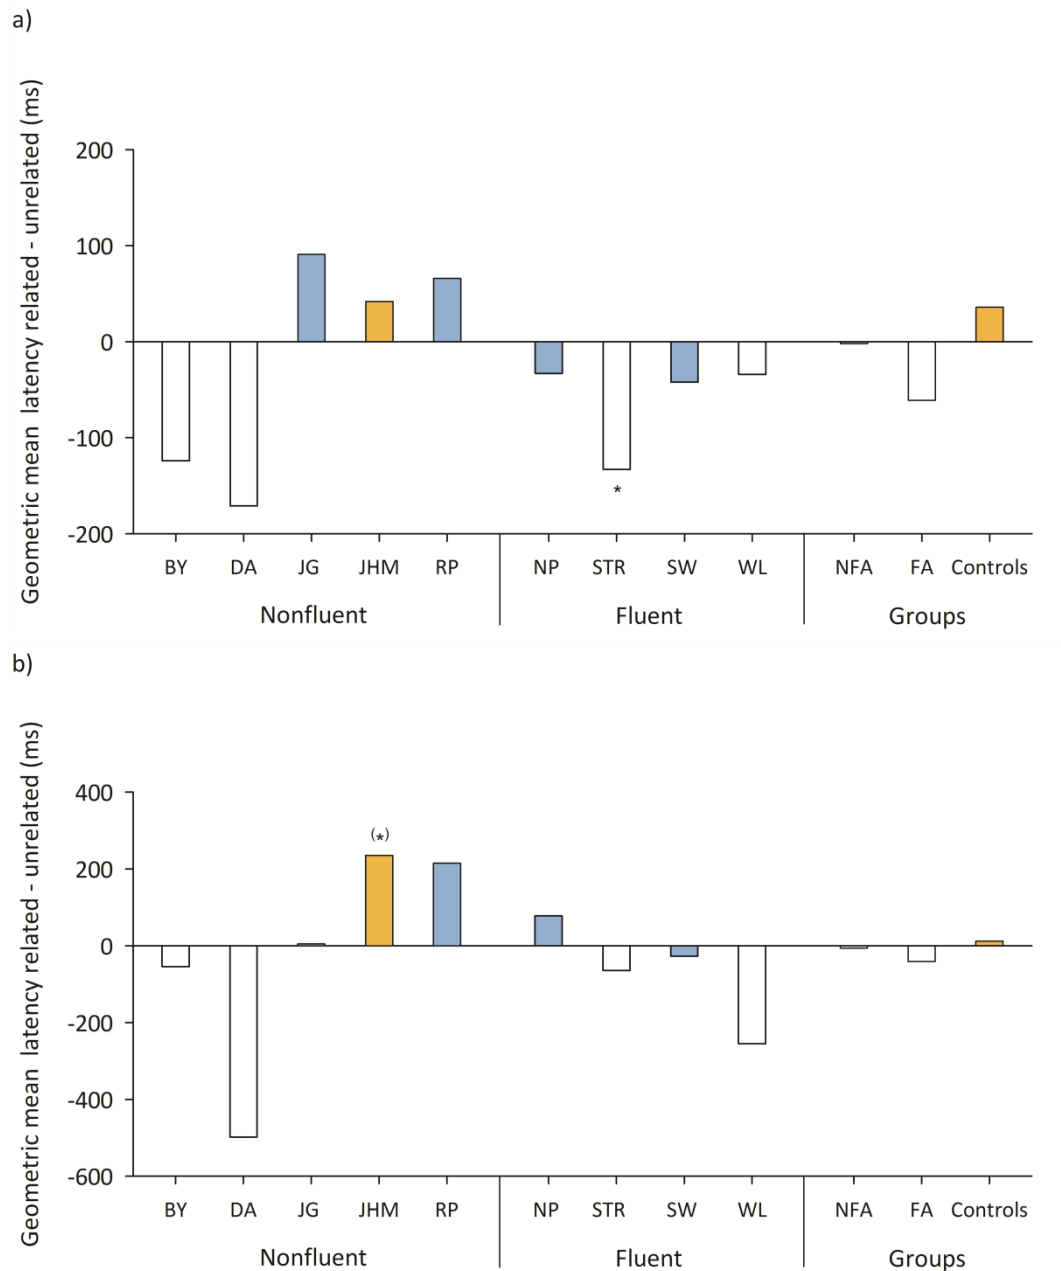 a)
Geometric mean latency related - unrelated (ms)
200
100
0
-100
-200
*
BY DA JG JHM RP NP STR SW WL NFA FA Controls
Nonfluent Fluent Groups
b)
Geometric mean latency related - unrelated (ms)
400
200
0
-200
-400
-600
(*)
BY DA JG JHM RP NP STR SW WL NFA FA Controls
Nonfluent Fluent Groups